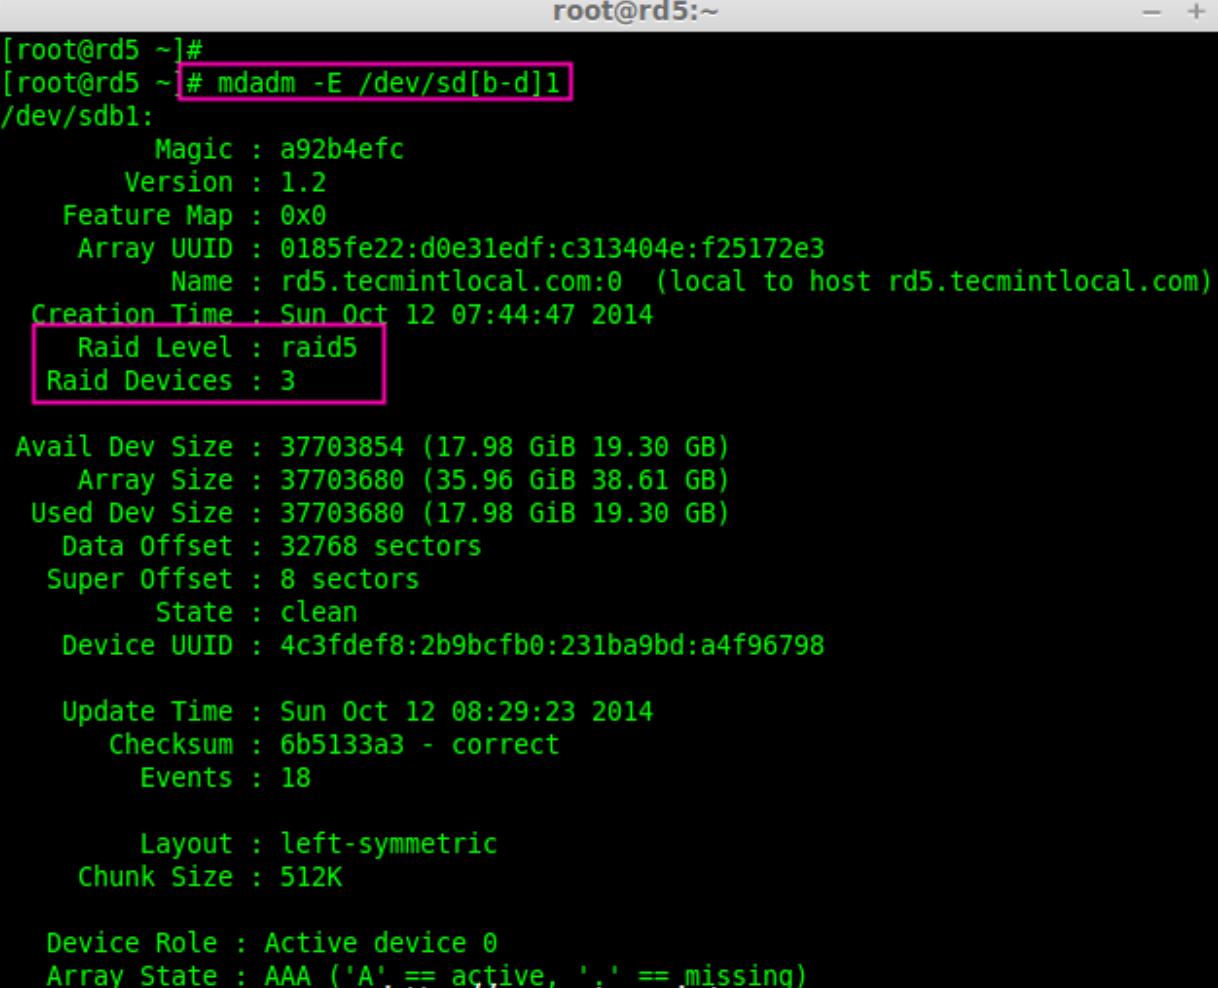 root@rd5:~
[root@rd5 ~]#
[root@rd5 ~]# mdadm -E /dev/sd[b-d]1
/dev/sdb1:
Magic : a92b4efc
Version : 1.2
Feature Map : 0x0
Array UUID : 0185fe22:d0e31edf:c313404e:f25172e3
Name : rd5.tecmintlocal.com:0  (local to host rd5.tecmintlocal.com)
Creation Time : Sun Oct 12 07:44:47 2014
Raid Level : raid5
Raid Devices : 3
Avail Dev Size : 37703854 (17.98 GiB 19.30 GB)
Array Size : 37703680 (35.96 GiB 38.61 GB)
Used Dev Size : 37703680 (17.98 GiB 19.30 GB)
Data Offset : 32768 sectors
Super Offset : 8 sectors
State : clean
Device UUID : 4c3fdef8:2b9bcfb0:231ba9bd:a4f96798
Update Time : Sun Oct 12 08:29:23 2014
Checksum : 6b5133a3 - correct
Events : 18
Layout : left-symmetric
Chunk Size : 512K
Device Role : Active device 0
Array State : AAA ('A' == active, '.' == missing)